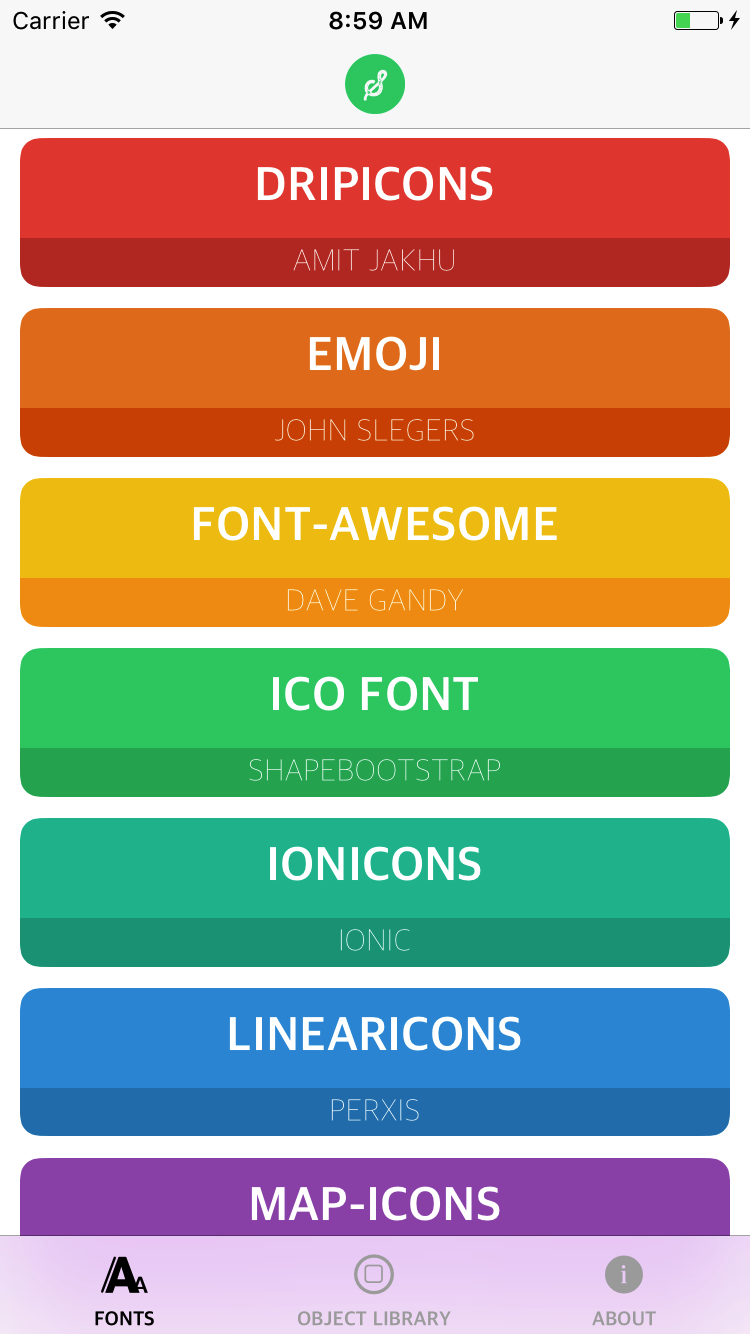 Carrier 8:59 AM
DRIPICONS
AMIT JAKHU
EMOJI
JOHN SLEGERS
FONT-AWESOME
DAVE GANDY
ICO FONT
SHAPEBOOTSTRAP
IONICONS
IONIC
LINEARICONS
PERXIS
MAP-ICONS
FONTS OBJECT LIBRARY ABOUT